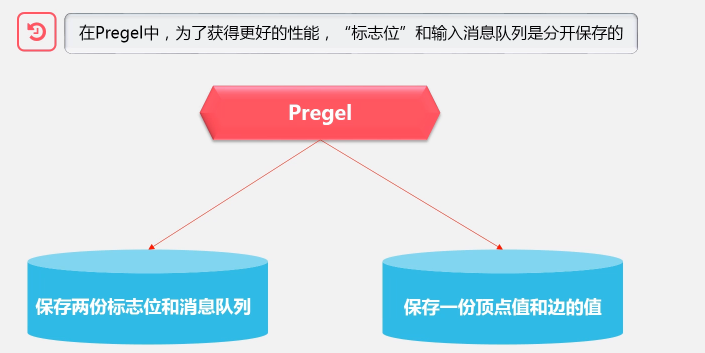 在Pregel中，为了获得更好的性能，“标志位”和输入消息队列是分开保存的
Pregel
保存两份标志位和消息队列
保存一份顶点值和边的值